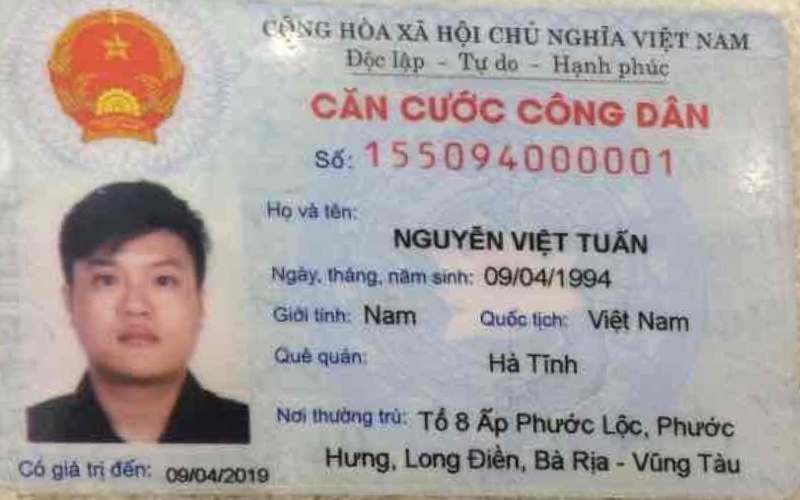 CỘNG HÒA XÃ HỘI CHỦ NGHĨA VIỆT NAM
Độc lập - Tự do - Hạnh phúc
CĂN CƯỚC CÔNG DÂN
Số: 155094000001
Họ và tên:
NGUYỄN VIỆT TUẤN
Ngày, tháng, năm sinh: 09/04/1994
Giới tính: Nam Quốc tịch: Việt Nam
Quê quán: Hà Tĩnh
Nơi thường trú: Tổ 8 Ấp Phước Lộc, Phước
Hưng, Long Điền, Bà Rịa - Vũng Tàu
Có giá trị đến: 09/04/2019